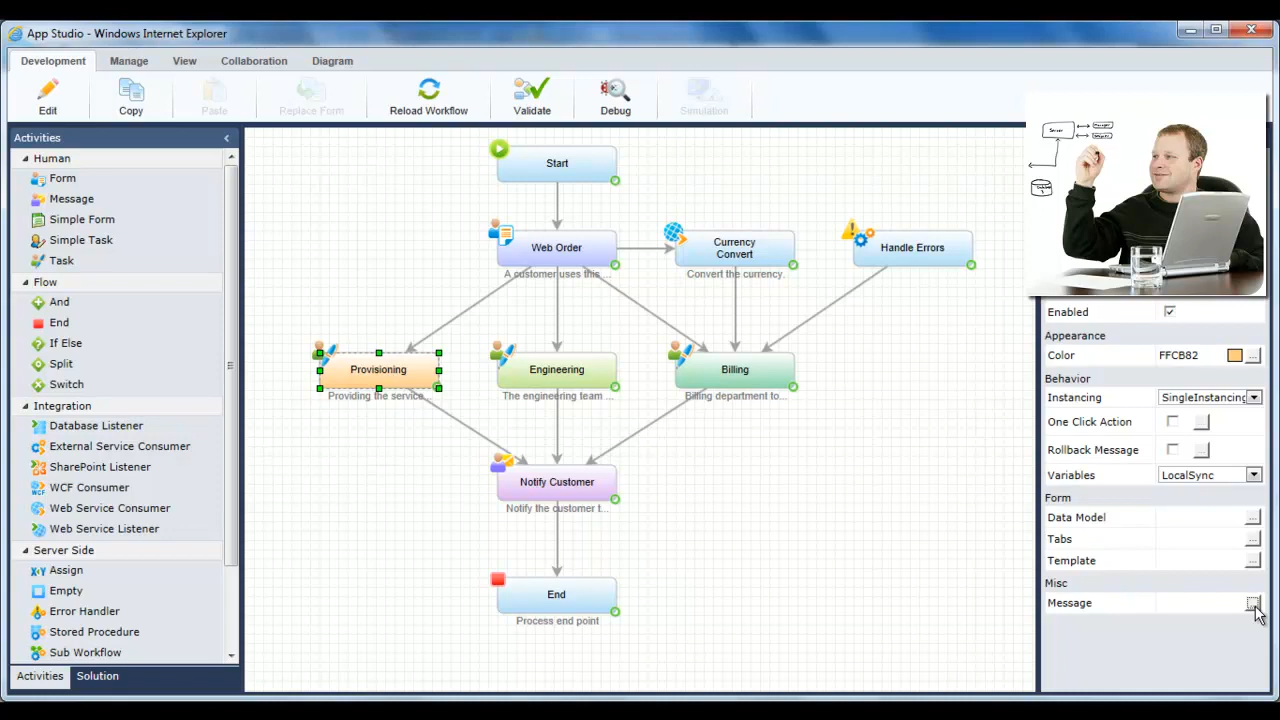 App Studio - Windows Internet Explorer
Development
Manage
View
Collaboration
Diagram
Edit
Copy
Paste
Replace Form
Reload Workflow
Validate
Debug
Simulation
Activities
Human
Form
Message
Simple Form
Simple Task
Task
Flow
And
End
If Else
Split
Switch
Integration
Database Listener
External Service Consumer
SharePoint Listener
WCF Consumer
Web Service Consumer
Web Service Listener
Server Side
Assign
Empty
Error Handler
Stored Procedure
Sub Workflow
Activities
Solution
Start
Web Order
A customer uses this ...
Currency
Convert
Convert the currency.
Handle Errors
Provisioning
Providing the service...
Engineering
The engineering team ...
Billing
Billing department to...
Notify Customer
Notify the customer t...
End
Process end point
Server
Enabled
Appearance
Color
FFCB82
...
Behavior
Instancing
SingleInstancing
One Click Action
...
Rollback Message
...
Variables
LocalSync
Form
Data Model
...
Tabs
...
Template
...
Misc
Message